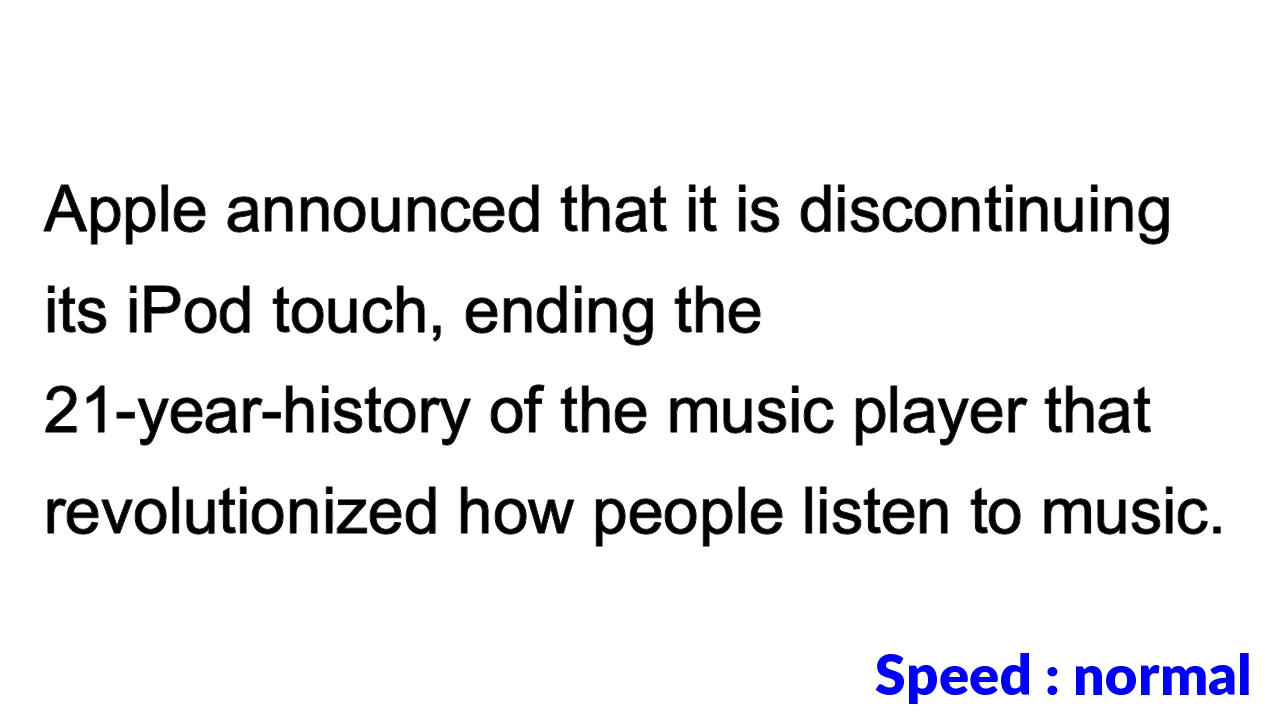 Apple announced that it is discontinuing
its iPod touch, ending the
21-year-history of the music player that
revolutionized how people listen to music.
Speed : normal